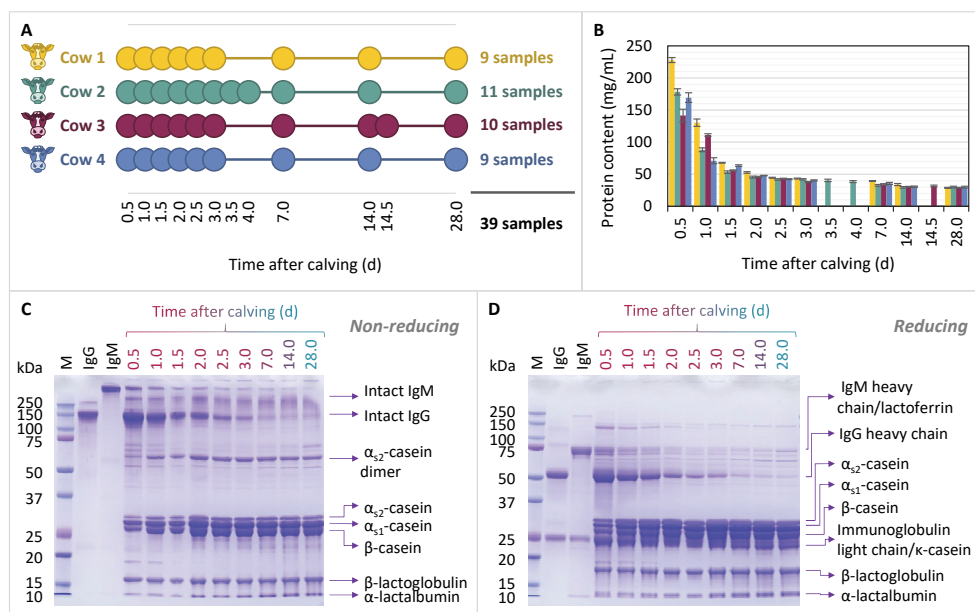 A
Cow 1
9 samples
Cow 2
11 samples
Cow 3
10 samples
Cow 4
9 samples
0.5
1.0
1.5
2.0
2.5
3.0
3.5
4.0
7.0
14.0
14.5
28.0
39 samples
Time after calving (d)
B
Protein content (mg/mL)
250
200
150
100
50
0
0.5
1.0
1.5
2.0
2.5
3.0
3.5
4.0
7.0
14.0
14.5
28.0
Time after calving (d)
C
Time after calving (d)
Non-reducing
kDa
M
IgG
IgM
0.5
1.0
1.5
2.0
2.5
3.0
7.0
14.0
28.0
250
150
100
75
50
37
25
20
15
10
Intact IgM
Intact IgG
αs2-casein
dimer
αs2-casein
αs1-casein
β-casein
β-lactoglobulin
α-lactalbumin
D
Time after calving (d)
Reducing
kDa
M
IgG
IgM
0.5
1.0
1.5
2.0
2.5
3.0
7.0
14.0
28.0
250
150
100
75
50
37
25
20
15
10
IgM heavy
chain/lactoferrin
IgG heavy chain
αs2-casein
αs1-casein
β-casein
Immunoglobulin
light chain/κ-casein
β-lactoglobulin
α-lactalbumin